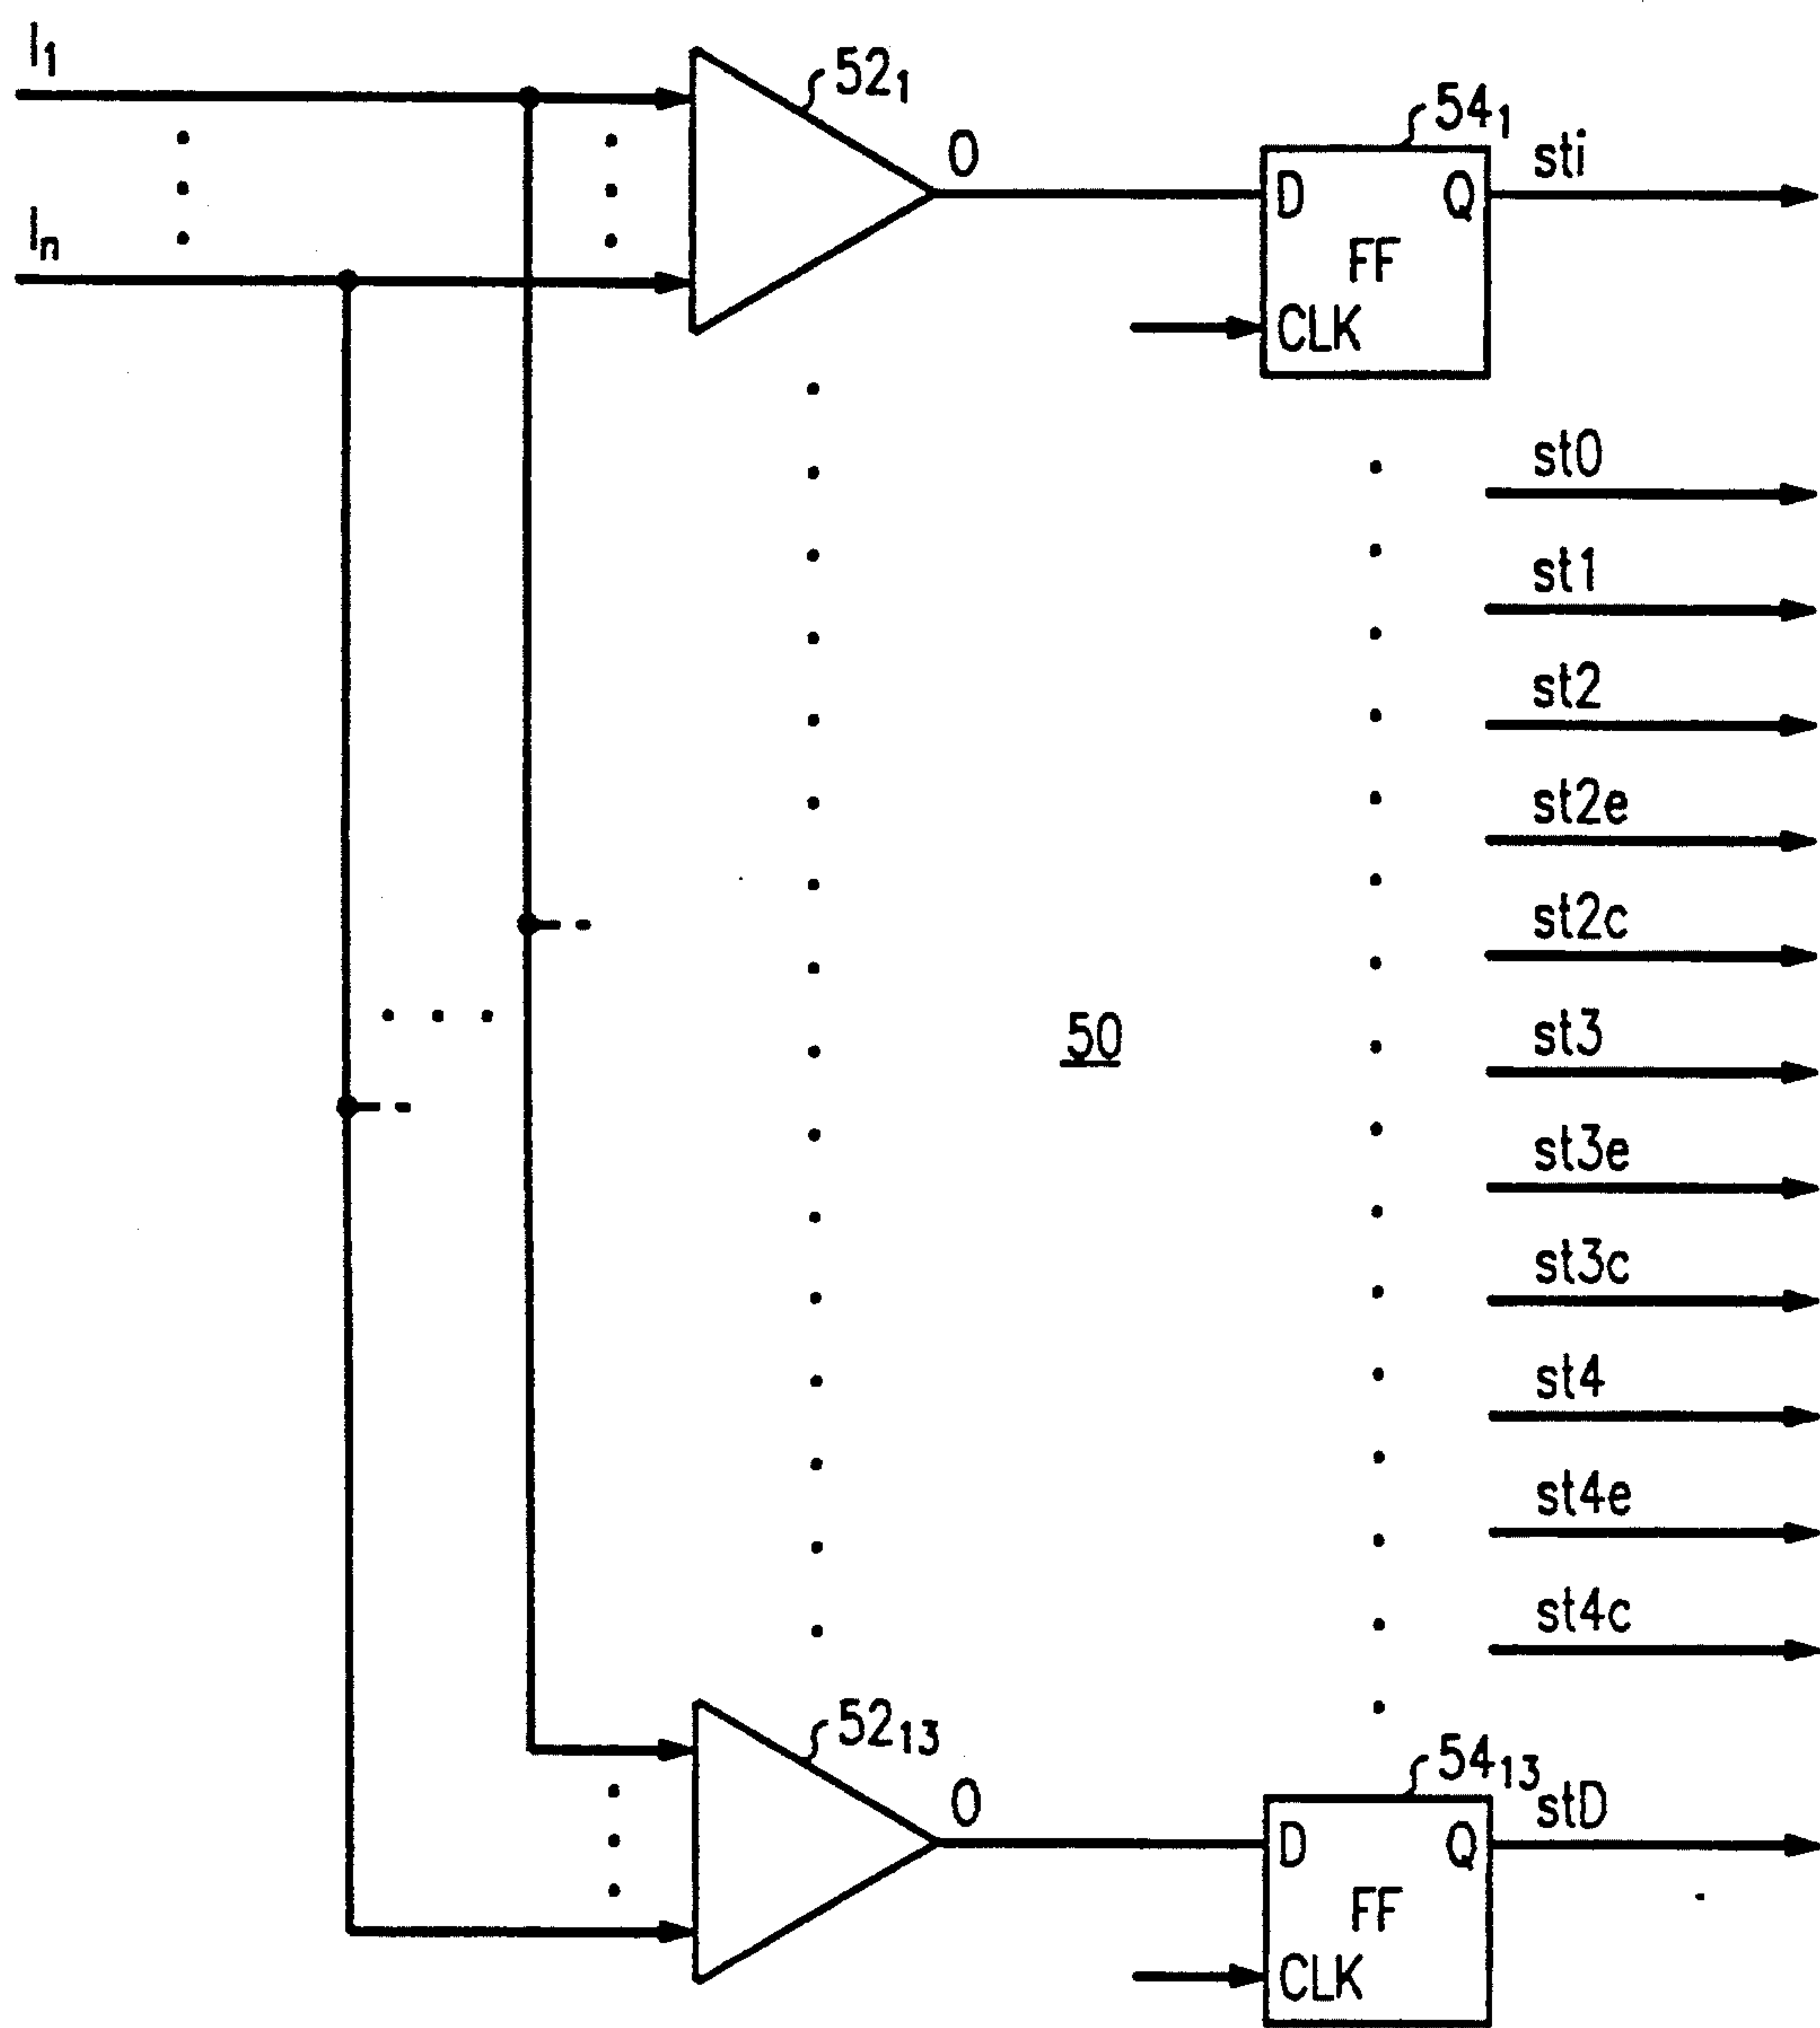 I₁
52₁
O
54₁
sti
D Q
FF
CLK
Iₙ
st0
st1
st2
st2e
st2c
st3
50
st3e
st3c
st4
st4e
st4c
52₁₃
O
54₁₃
stD
D Q
FF
CLK